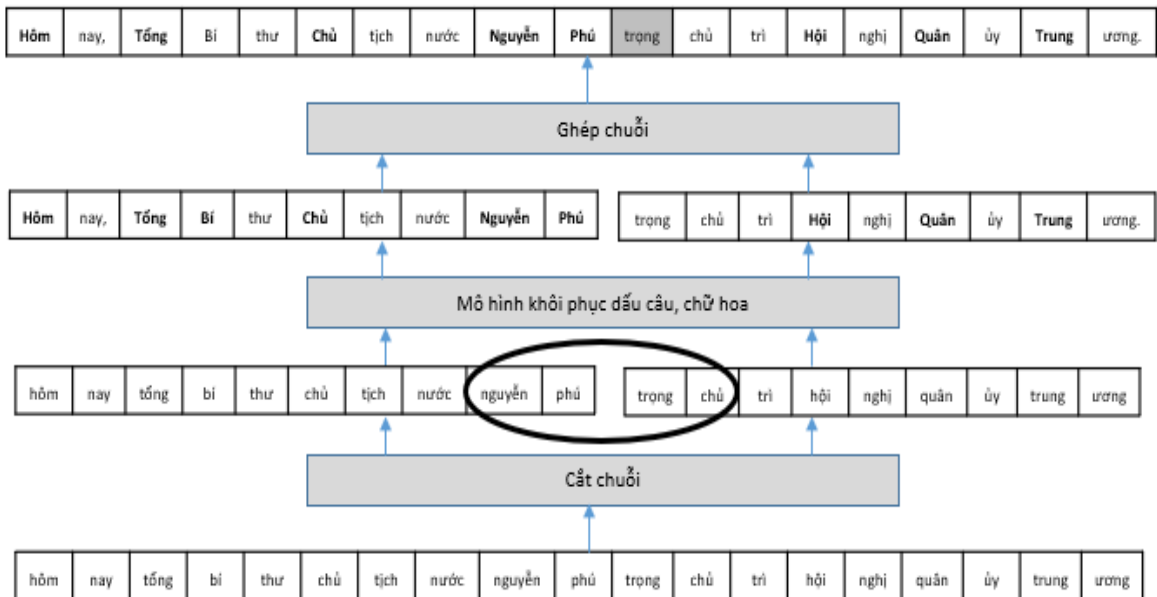 Hôm nay, Tổng Bí thư Chủ tịch nước Nguyễn Phú trọng chủ trì Hội nghị Quân ủy Trung ương.
Ghép chuỗi
Hôm nay, Tổng Bí thư Chủ tịch nước Nguyễn Phú trọng chủ trì Hội nghị Quân ủy Trung ương.
Mô hình khôi phục dấu câu, chữ hoa
hôm nay tổng bí thư chủ tịch nước nguyễn phú trọng chủ trì hội nghị quân ủy trung ương
Cắt chuỗi
hôm nay tổng bí thư chủ tịch nước nguyễn phú trọng chủ trì hội nghị quân ủy trung ương